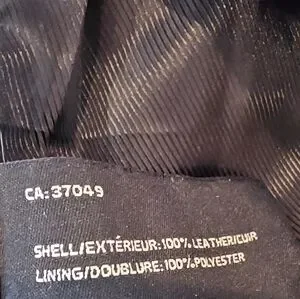 CA: 37049
SHELL/EXTÉRIEUR: 100% LEATHER/CUIR
LINING/DOUBLURE: 100% POLYESTER